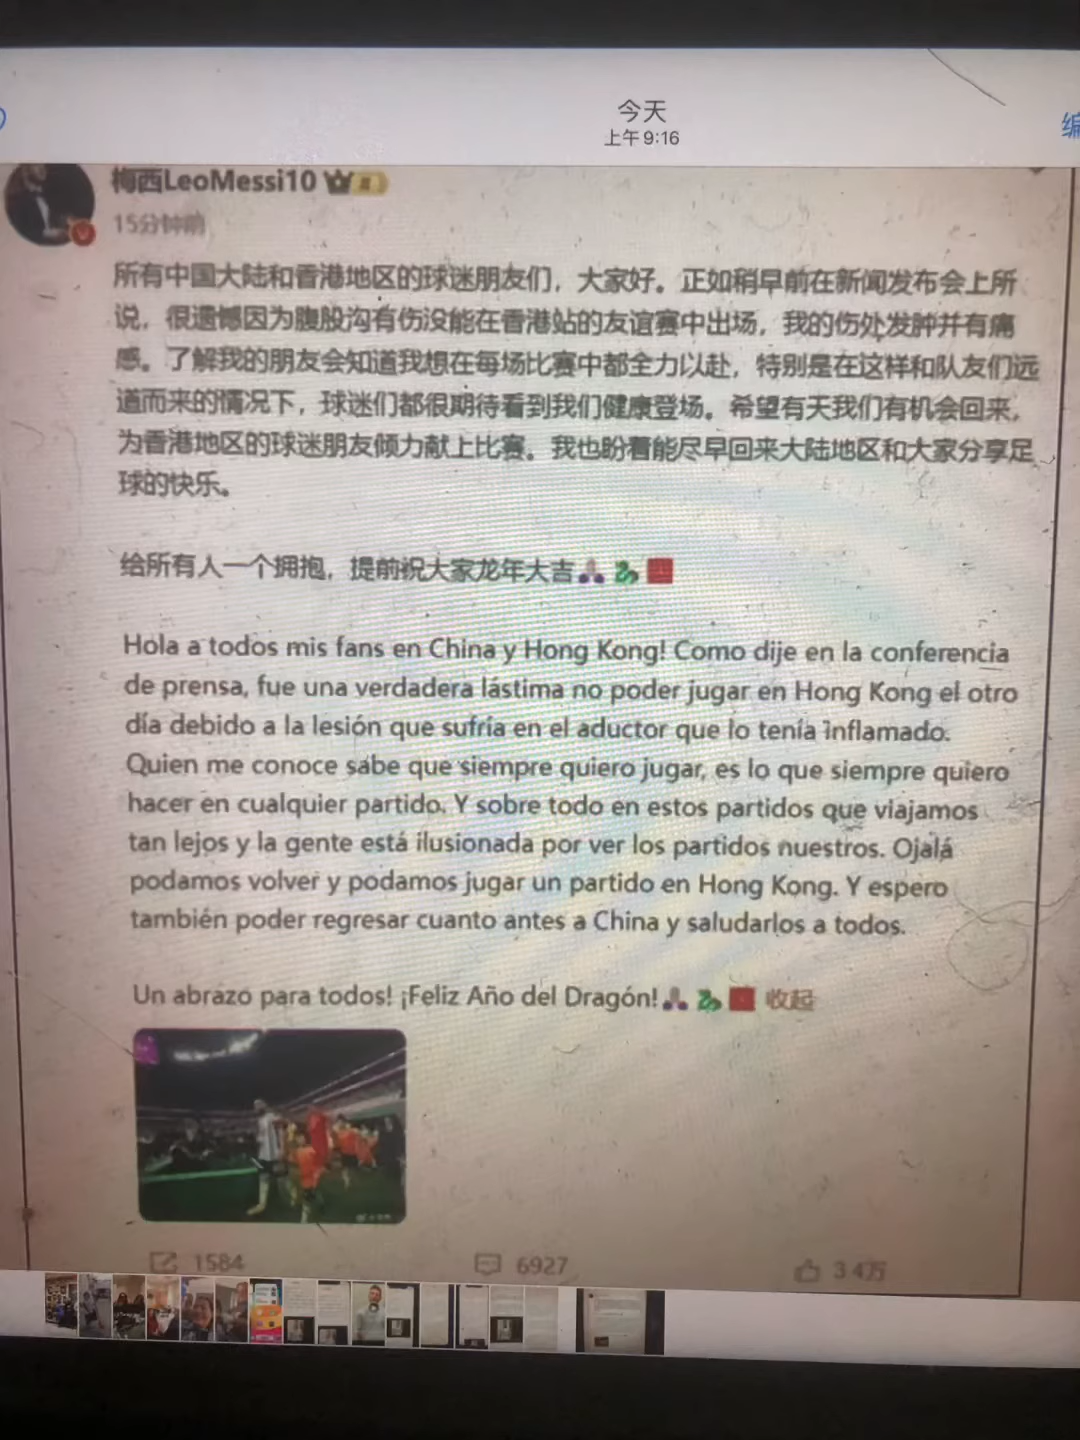 今天
上午9:16
编
梅西LeoMessi10
15分钟前
所有中国大陆和香港地区的球迷朋友们，大家好。正如稍早前在新闻发布会上所
说，很遗憾因为腹股沟有伤没能在香港站的友谊赛中出场，我的伤处发肿并有痛
感。了解我的朋友会知道我想在每场比赛中都全力以赴，特别是在这样和队友们远
道而来的情况下，球迷们都很期待看到我们健康登场。希望有天我们有机会回来，
为香港地区的球迷朋友倾力献上比赛。我也盼着能尽早回来大陆地区和大家分享足
球的快乐。
给所有人一个拥抱，提前祝大家龙年大吉
Hola a todos mis fans en China y Hong Kong! Como dije en la conferencia
de prensa, fue una verdadera lástima no poder jugar en Hong Kong el otro
día debido a la lesión que sufría en el aductor que lo tenía inflamado.
Quien me conoce sabe que siempre quiero jugar, es lo que siempre quiero
hacer en cualquier partido. Y sobre todo en estos partidos que viajamos
tan lejos y la gente está ilusionada por ver los partidos nuestros. Ojalá
podamos volver y podamos jugar un partido en Hong Kong. Y espero
también poder regresar cuanto antes a China y saludarlos a todos.
Un abrazo para todos! ¡Feliz Año del Dragón! 收起
1584 6927 3.4万